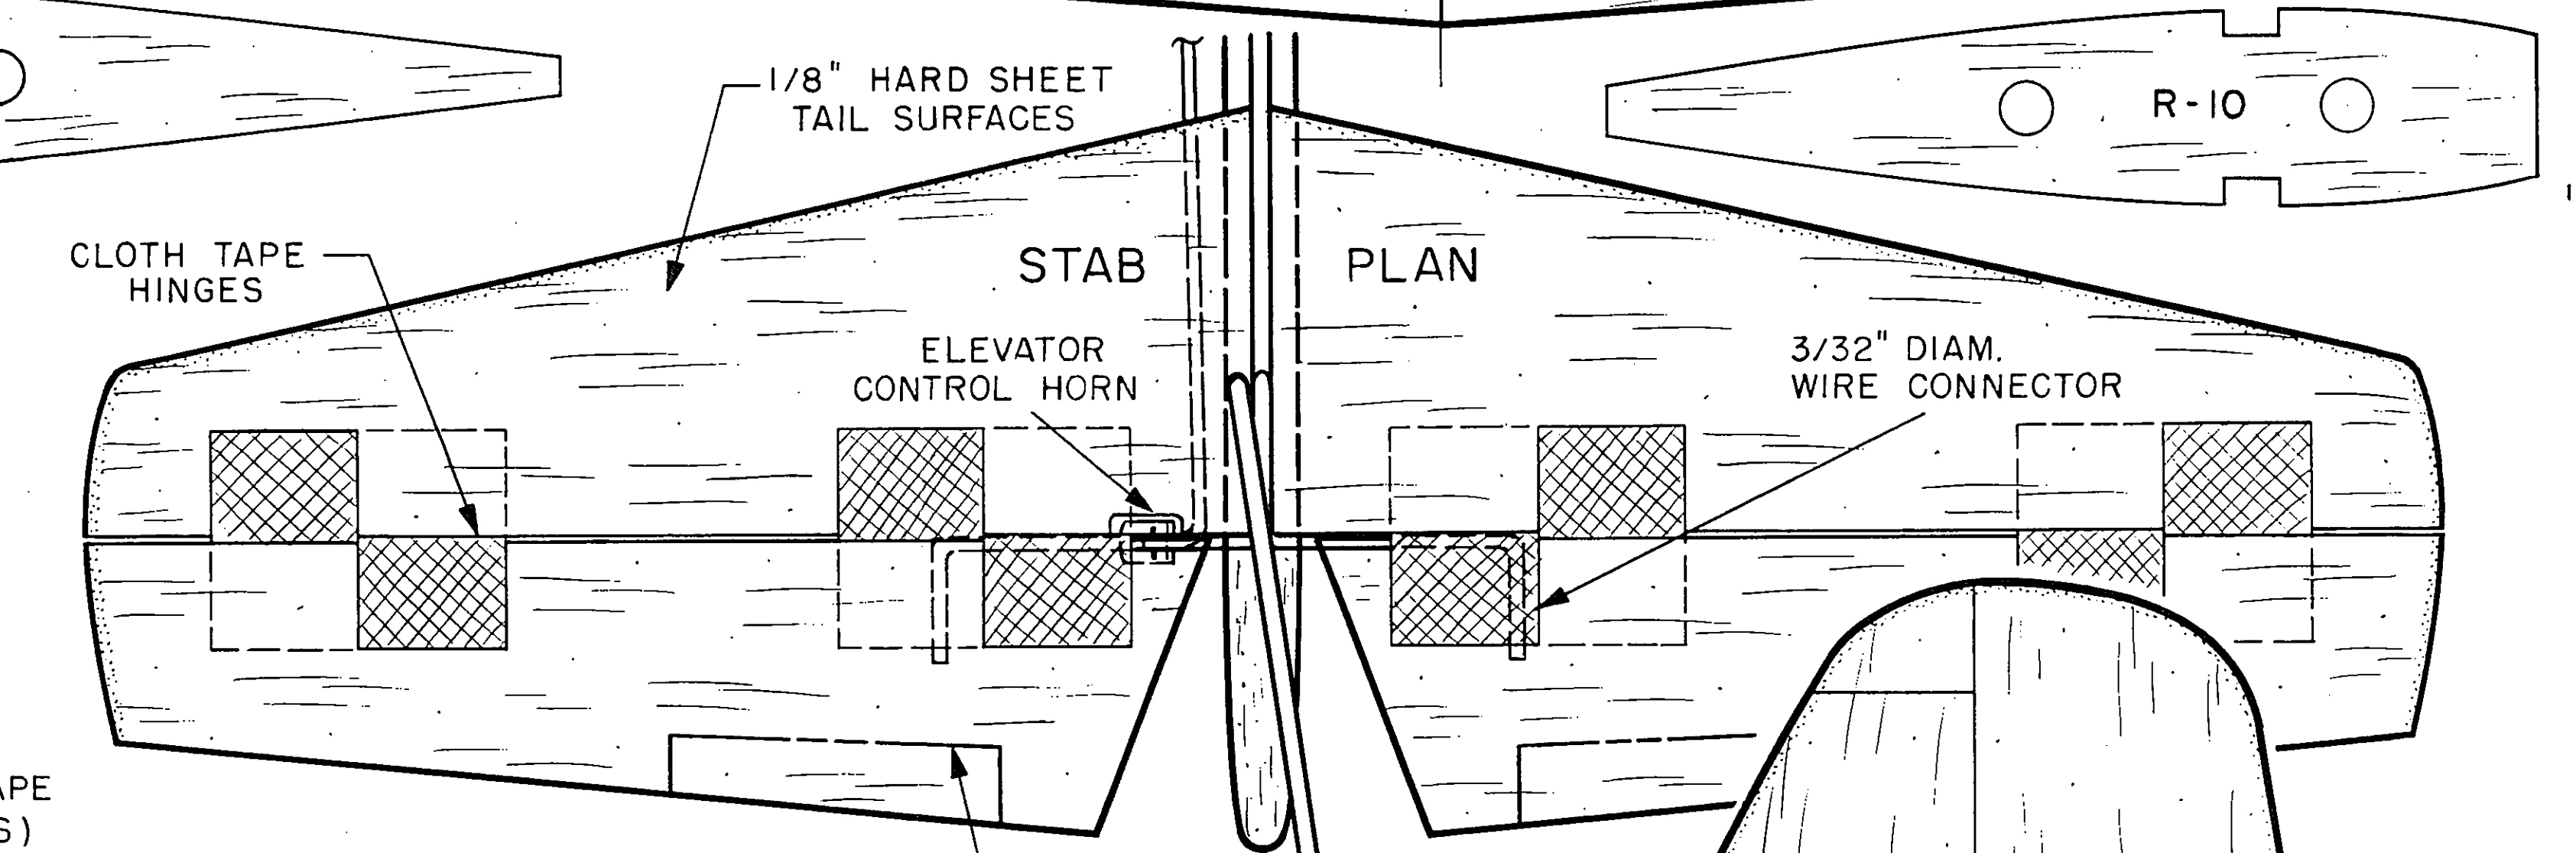 1/8" HARD SHEET
TAIL SURFACES
R-10
CLOTH TAPE
HINGES
STAB PLAN
ELEVATOR
CONTROL HORN
3/32" DIAM.
WIRE CONNECTOR